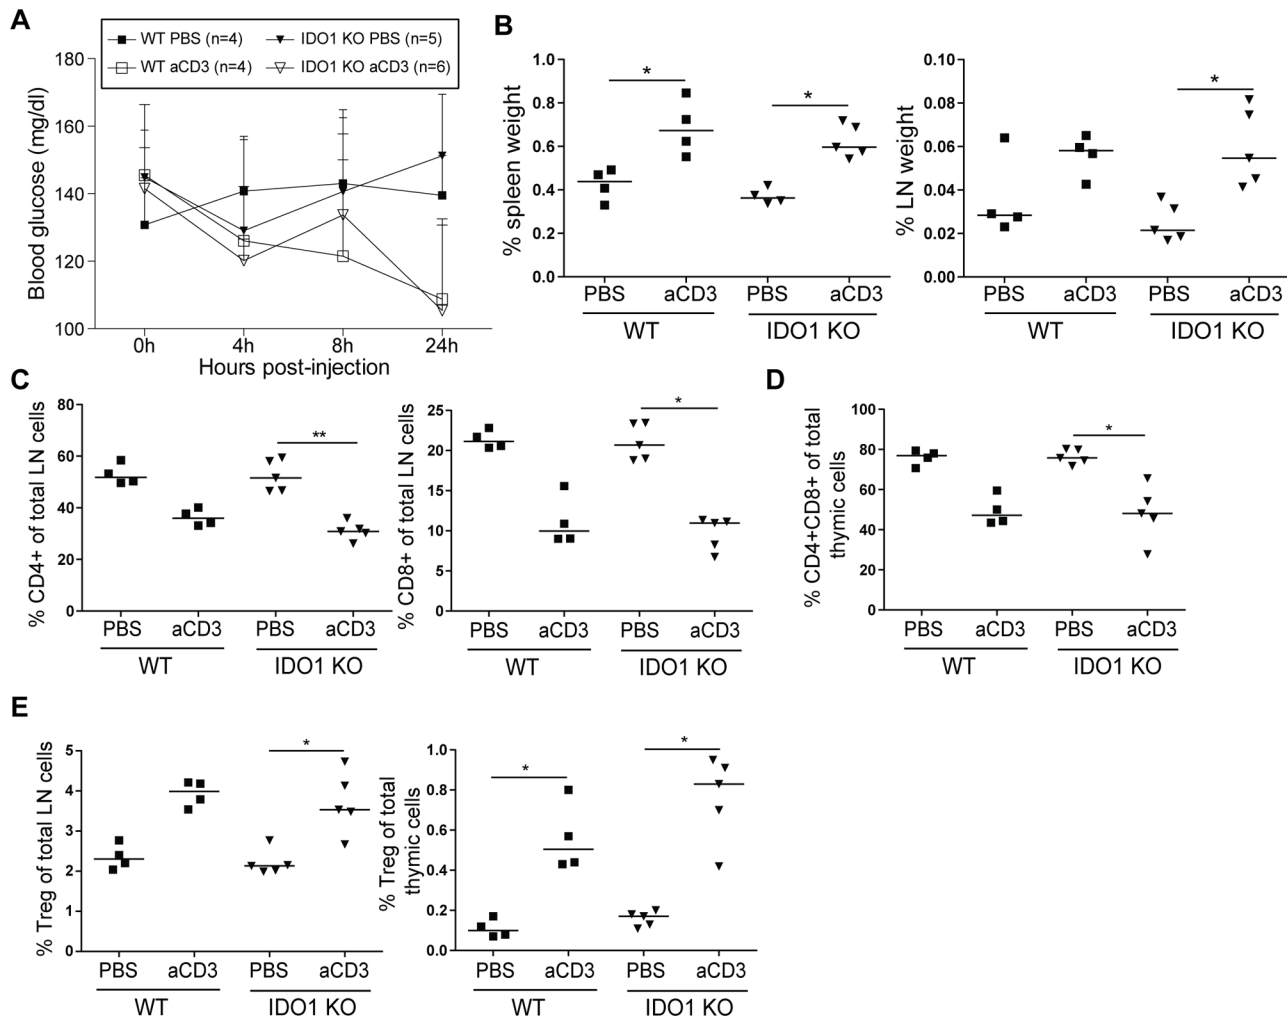 A
WT PBS (n=4)
IDO1 KO PBS (n=5)
WT aCD3 (n=4)
IDO1 KO aCD3 (n=6)
Blood glucose (mg/dl)
180
160
140
120
100
0h 4h 8h 24h
Hours post-injection
B
% spleen weight
1.0
0.8
0.6
0.4
0.2
0.0
*
*
PBS aCD3 PBS aCD3
WT IDO1 KO
% LN weight
0.10
0.08
0.06
0.04
0.02
0.00
*
PBS aCD3 PBS aCD3
WT IDO1 KO
C
% CD4+ of total LN cells
80
60
40
20
0
**
PBS aCD3 PBS aCD3
WT IDO1 KO
% CD8+ of total LN cells
25
20
15
10
5
0
*
PBS aCD3 PBS aCD3
WT IDO1 KO
D
% CD4+CD8+ of total
thymic cells
100
80
60
40
20
0
*
PBS aCD3 PBS aCD3
WT IDO1 KO
E
% Treg of total LN cells
5
4
3
2
1
0
*
PBS aCD3 PBS aCD3
WT IDO1 KO
% Treg of total
thymic cells
1.0
0.8
0.6
0.4
0.2
0.0
*
*
PBS aCD3 PBS aCD3
WT IDO1 KO